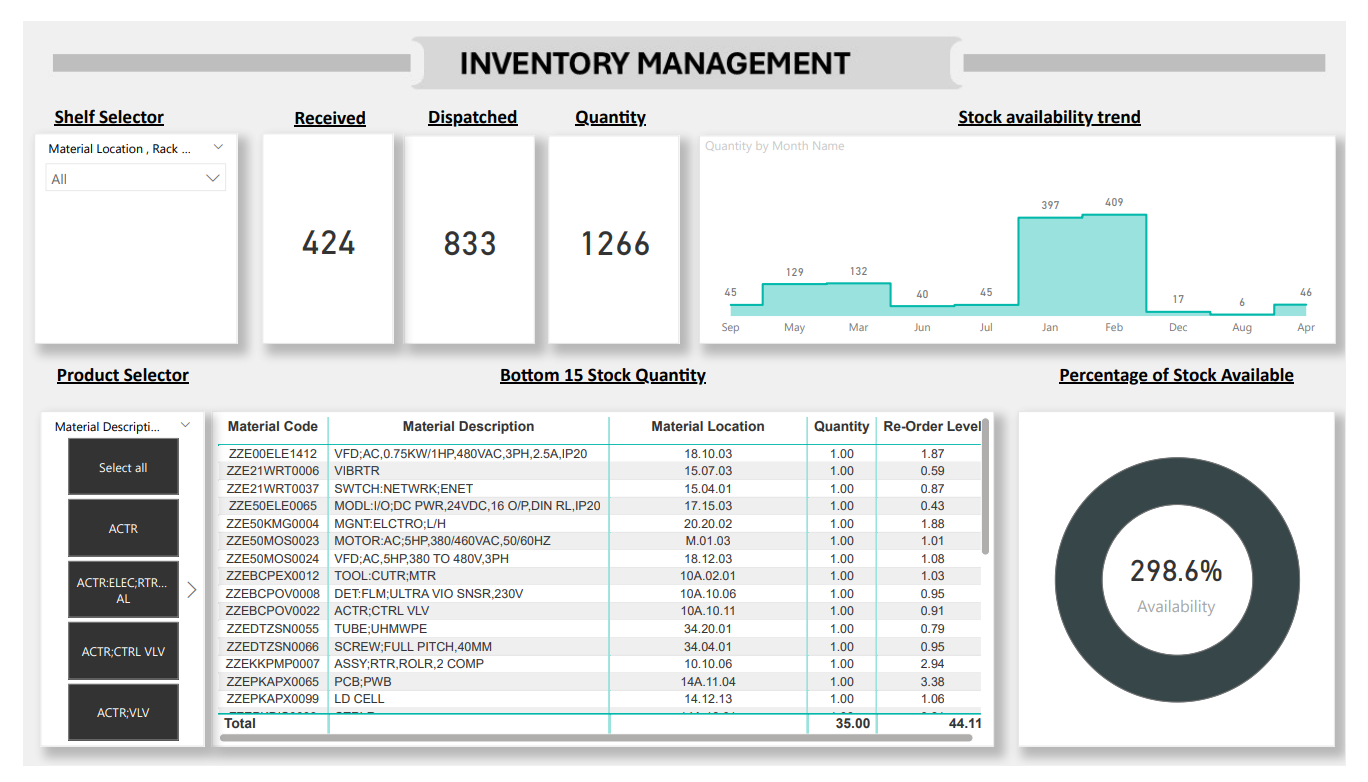 INVENTORY MANAGEMENT
Shelf Selector
Received
Dispatched
Quantity
Stock availability trend
Material Location , Rack ...
All
424
833
1266
Quantity by Month Name
45 129 132 40 45 397 409 17 6 46
Sep May Mar Jun Jul Jan Feb Dec Aug Apr
Product Selector
Bottom 15 Stock Quantity
Percentage of Stock Available
Material Descripti...
Select all
ACTR
ACTR:ELEC;RTR...
AL
ACTR;CTRL VLV
ACTR;VLV
Material Code Material Description Material Location Quantity Re-Order Level
ZZE00ELE1412 VFD;AC,0.75KW/1HP,480VAC,3PH,2.5A,IP20 18.10.03 1.00 1.87
ZZE21WRT0006 VIBRTR 15.07.03 1.00 0.59
ZZE21WRT0037 SWTCH:NETWRK;ENET 15.04.01 1.00 0.87
ZZE50ELE0065 MODL:I/O;DC PWR,24VDC,16 O/P,DIN RL,IP20 17.15.03 1.00 0.43
ZZE50KMG0004 MGNT:ELCTRO;L/H 20.20.02 1.00 1.88
ZZE50MOS0023 MOTOR:AC;5HP,380/460VAC,50/60HZ M.01.03 1.00 1.01
ZZE50MOS0024 VFD;AC,5HP,380 TO 480V,3PH 18.12.03 1.00 1.08
ZZEBCPEX0012 TOOL:CUTR;MTR 10A.02.01 1.00 1.03
ZZEBCPOV0008 DET:FLM;ULTRA VIO SNSR,230V 10A.10.06 1.00 0.95
ZZEBCPOV0022 ACTR;CTRL VLV 10A.10.11 1.00 0.91
ZZEDTZSN0055 TUBE;UHMWPE 34.20.01 1.00 0.79
ZZEDTZSN0066 SCREW;FULL PITCH,40MM 34.04.01 1.00 0.95
ZZEKKPMP0007 ASSY;RTR,ROLR,2 COMP 10.10.06 1.00 2.94
ZZEPKAPX0065 PCB;PWB 14A.11.04 1.00 3.38
ZZEPKAPX0099 LD CELL 14.12.13 1.00 1.06
Total 35.00 44.11
298.6%
Availability